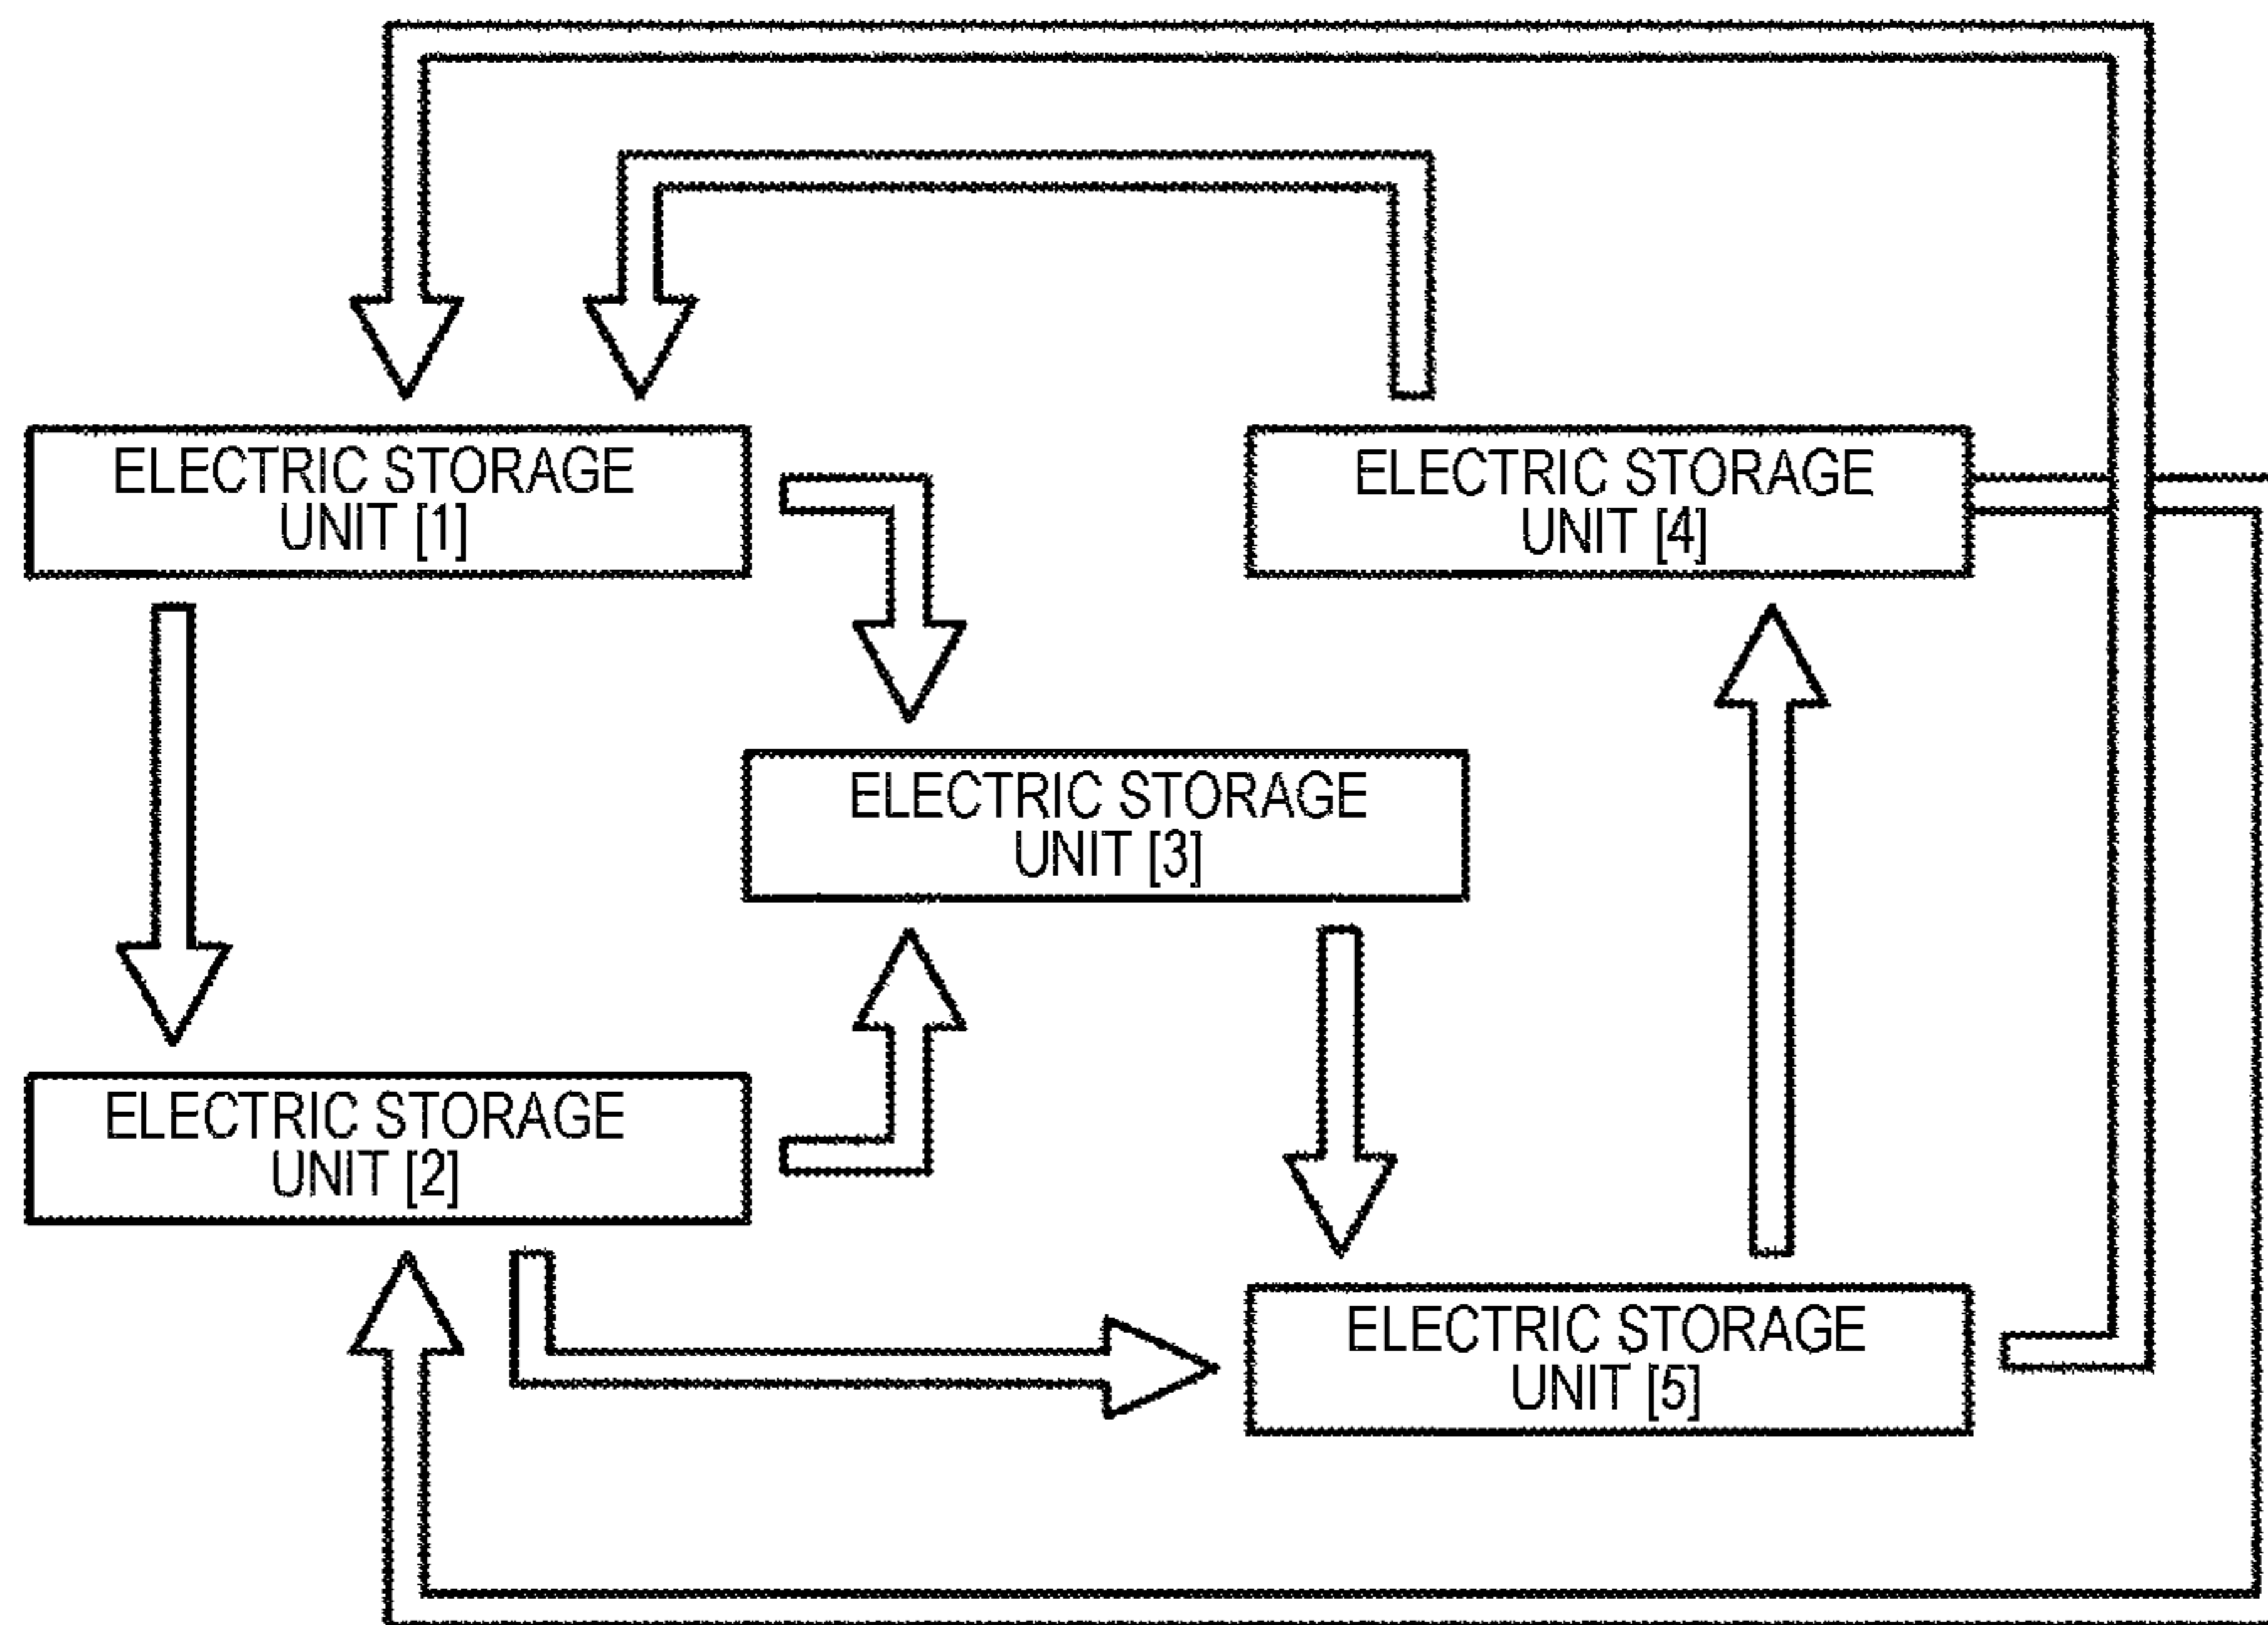 ELECTRIC STORAGE
UNIT [1]
ELECTRIC STORAGE
UNIT [4]
ELECTRIC STORAGE
UNIT [3]
ELECTRIC STORAGE
UNIT [2]
ELECTRIC STORAGE
UNIT [5]